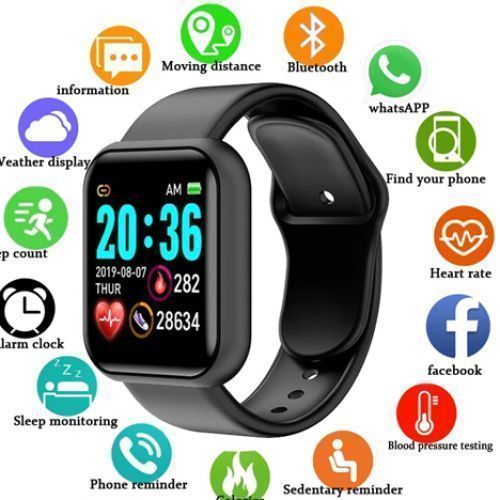 Moving distance
Bluetooth
information
whatsAPP
Weather display
Find your phone
AM
20:36
2019-08-07
THUR
282
28634
ep count
Heart rate
larm clock
facebook
Sleep monitoring
Blood pressure testing
Phone reminder
Calories
Sedentary reminder